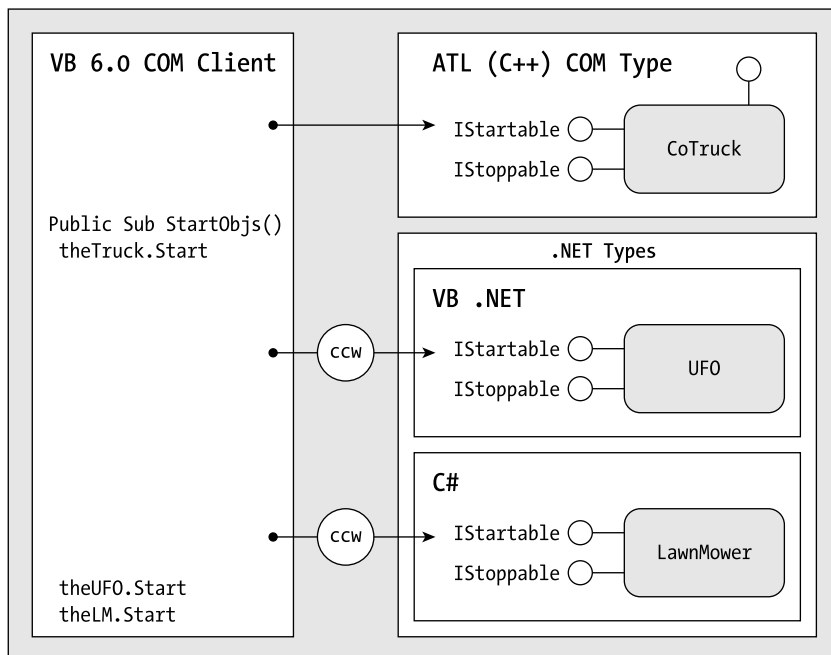 VB 6.0 COM Client
Public Sub StartObjs()
theTruck.Start
theUFO.Start
theLM.Start
CCW
CCW
ATL (C++) COM Type
IStartable
IStoppable
CoTruck
.NET Types
VB .NET
IStartable
IStoppable
UFO
C#
IStartable
IStoppable
LawnMower